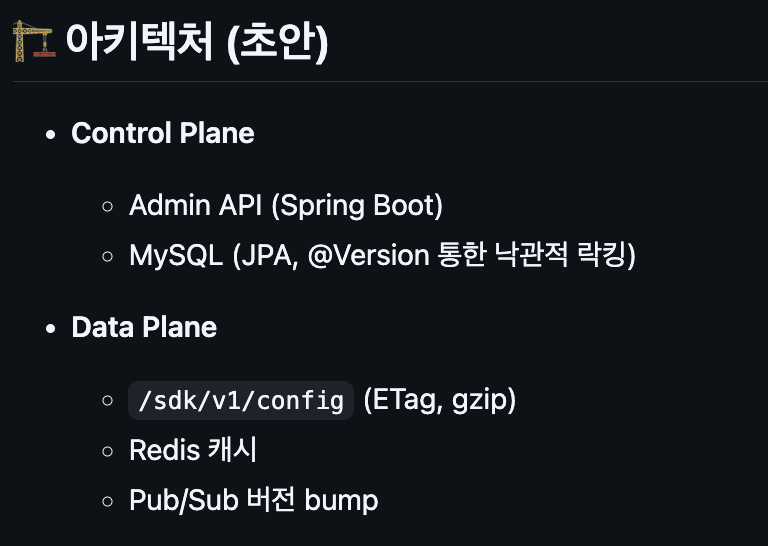 🏗️ 아키텍처 (초안)
Control Plane
Admin API (Spring Boot)
MySQL (JPA, @Version 통한 낙관적 락킹)
Data Plane
/sdk/v1/config (ETag, gzip)
Redis 캐시
Pub/Sub 버전 bump